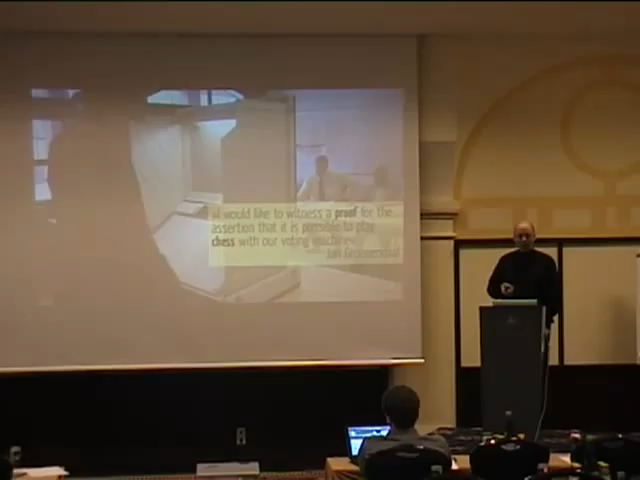 «I would like to witness a proof for the
assertion that it is possible to play
chess with our voting machine»
Jan Groenendaal